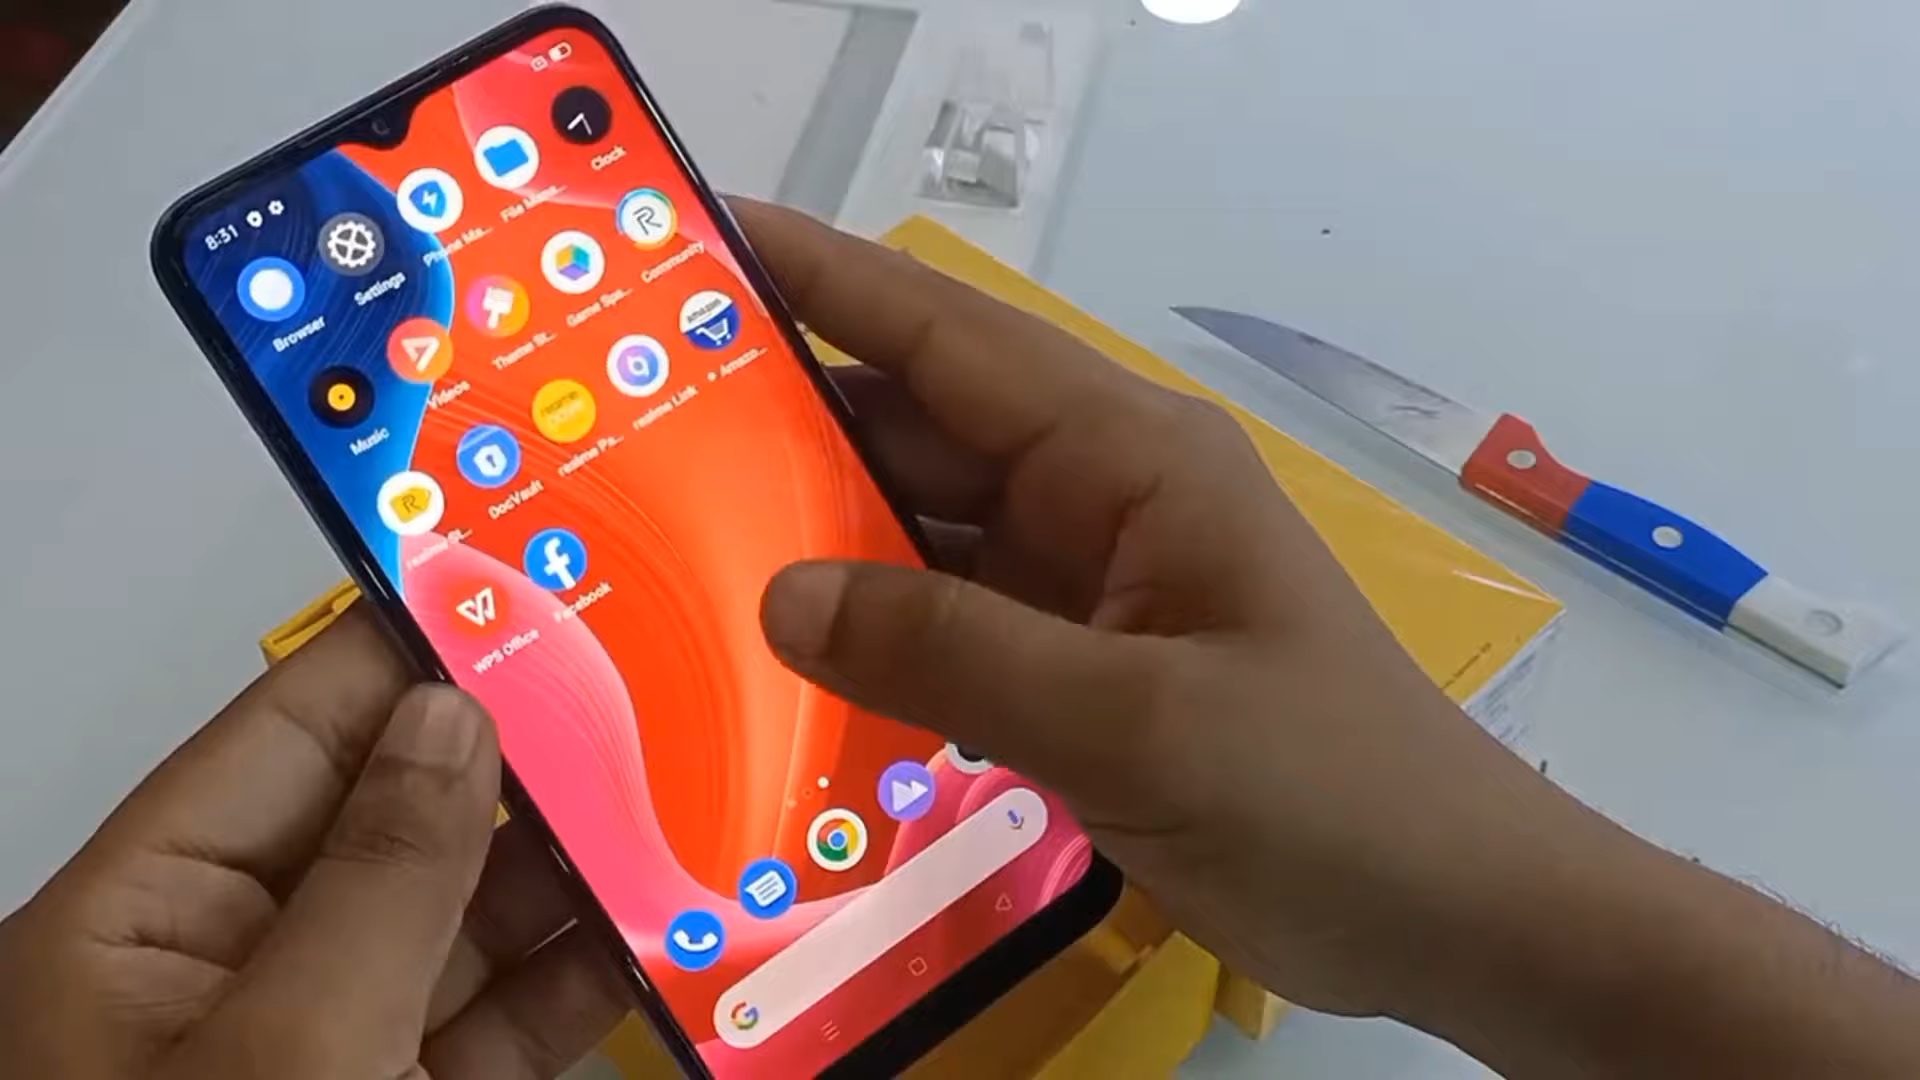 8:31
Browser
Settings
Phone Ma...
File Mana...
Clock
Music
Videos
Theme St...
Game Spa...
Community
realme St...
DocVault
realme Pa...
realme Link
amazon
Amazo...
WPS Office
Facebook